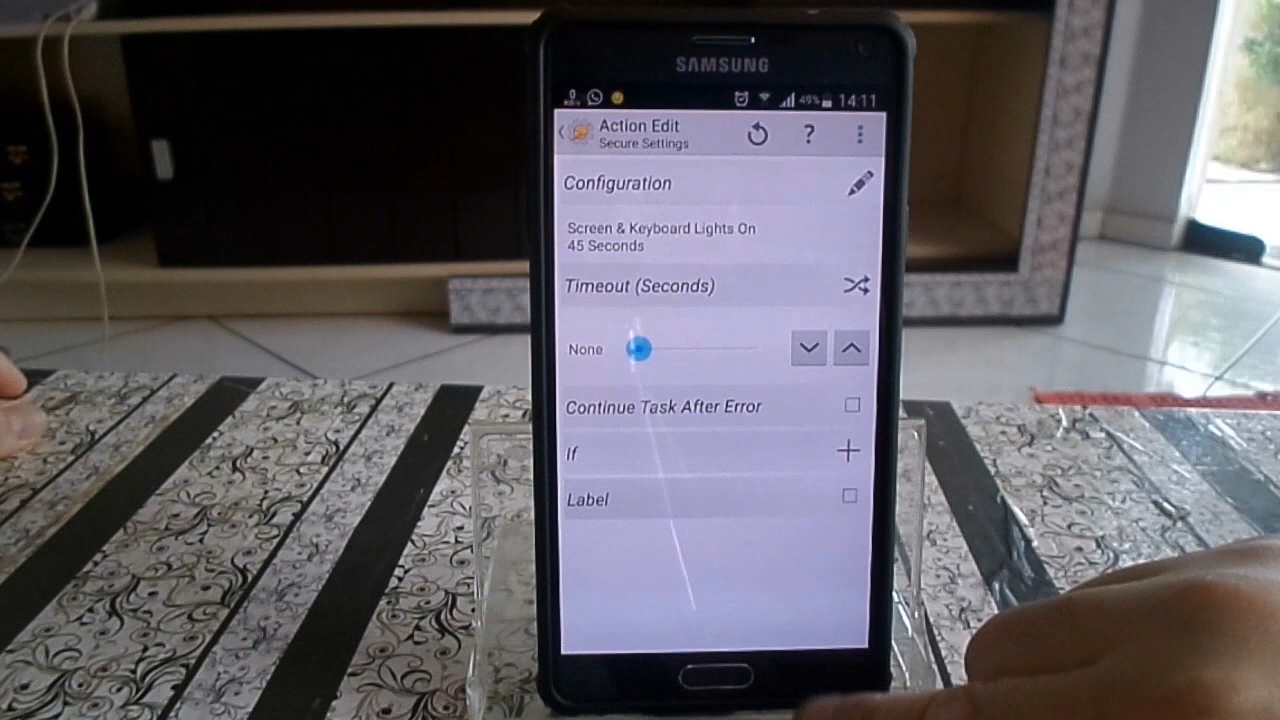 SAMSUNG
0
49% 14:11
Action Edit
Secure Settings
?
Configuration
Screen & Keyboard Lights On
45 Seconds
Timeout (Seconds)
None
Continue Task After Error
If
Label